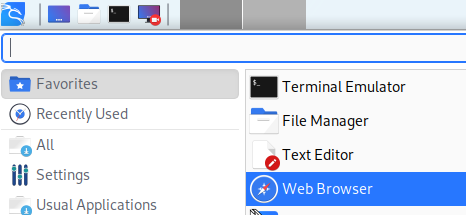 Favorites
Recently Used
All
Settings
Usual Applications
Terminal Emulator
File Manager
Text Editor
Web Browser